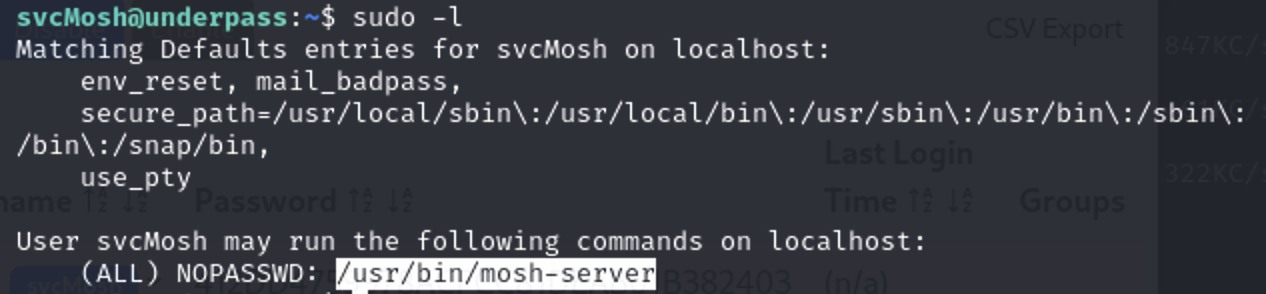 svcMosh@underpass:~$ sudo -l
CSV Export
Matching Defaults entries for svcMosh on localhost:
847KC/
env_reset, mail_badpass,
secure_path=/usr/local/sbin\:/usr/local/bin\:/usr/sbin\:/usr/bin\:/sbin\:
/bin\:/snap/bin,
Last Login
322KC/
use_pty
name Password Time Groups
User svcMosh may run the following commands on localhost:
(ALL) NOPASSWD: /usr/bin/mosh-server
svcMosh B382403 (n/a)